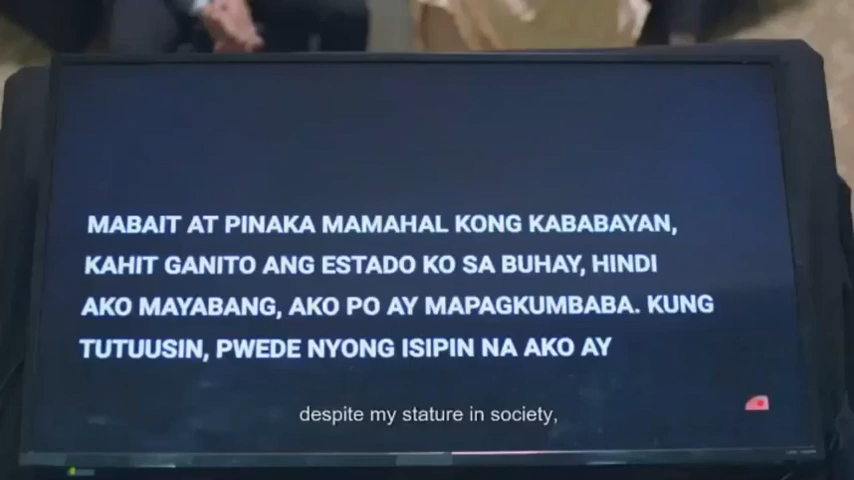 MABAIT AT PINAKA MAMAHAL KONG KABABAYAN,
KAHIT GANITO ANG ESTADO KO SA BUHAY, HINDI
AKO MAYABANG, AKO PO AY MAPAGKUMBABA. KUNG
TUTUUSIN, PWEDE NYONG ISIPIN NA AKO AY
despite my stature in society,